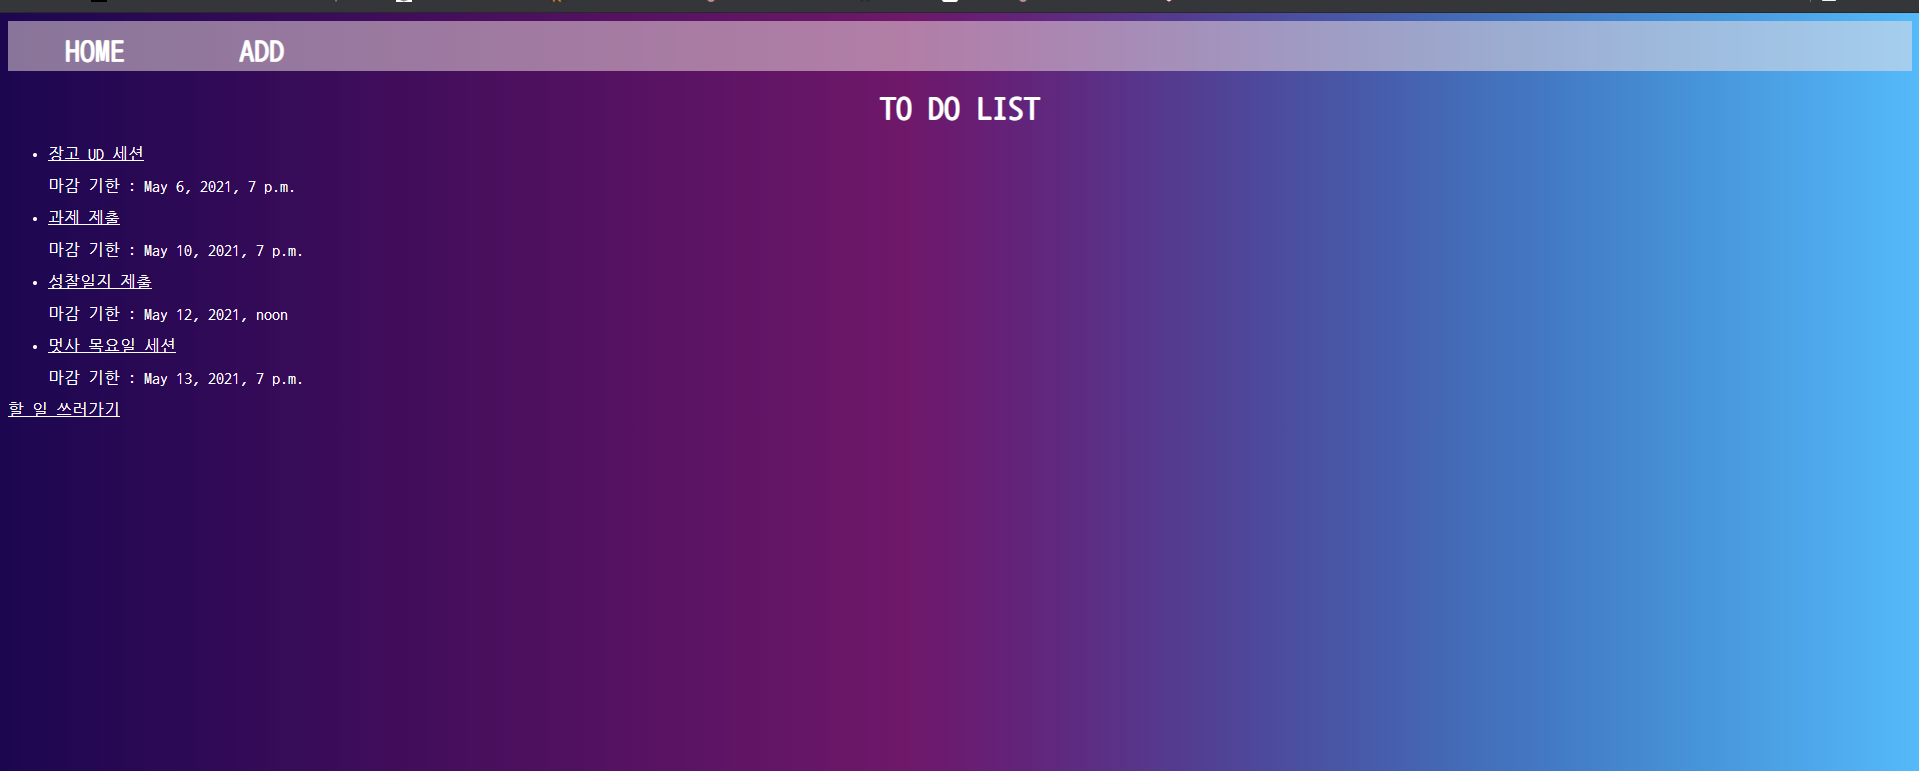 HOME ADD
TO DO LIST
장고 UD 세션
마감 기한 : May 6, 2021, 7 p.m.
과제 제출
마감 기한 : May 10, 2021, 7 p.m.
성찰일지 제출
마감 기한 : May 12, 2021, noon
멋사 목요일 세션
마감 기한 : May 13, 2021, 7 p.m.
할 일 쓰러가기